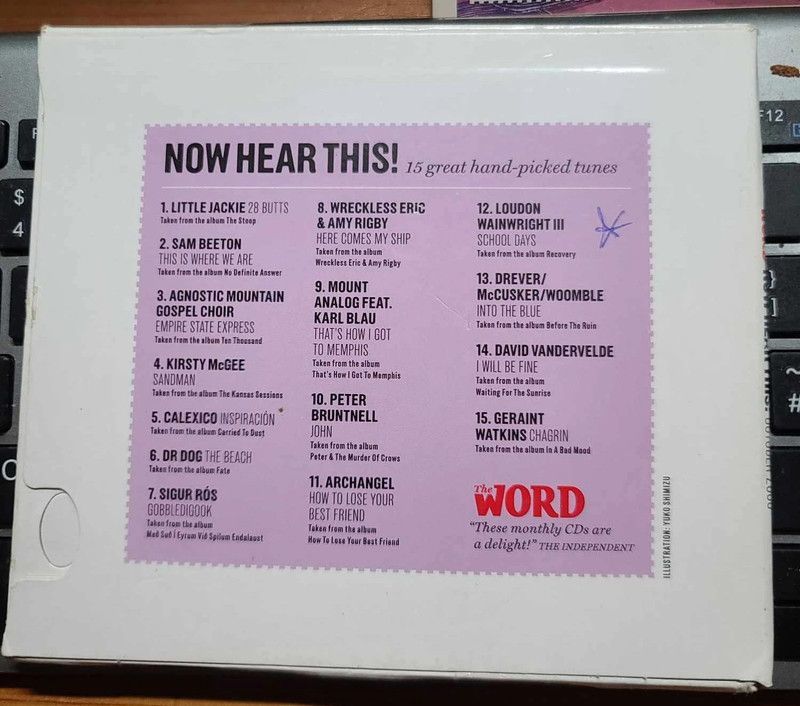 NOW HEAR THIS! 15 great hand-picked tunes
1. LITTLE JACKIE 28 BUTTS
Taken from the album The Stoop
2. SAM BEETON
THIS IS WHERE WE ARE
Taken from the album No Definite Answer
3. AGNOSTIC MOUNTAIN
GOSPEL CHOIR
EMPIRE STATE EXPRESS
Taken from the album Ten Thousand
4. KIRSTY McGEE
SANDMAN
Taken from the album The Kansas Sessions
5. CALEXICO INSPIRACIÓN
Taken from the album Carried To Dust
6. DR DOG THE BEACH
Taken from the album Fate
7. SIGUR RÓS
GOBBLEDIGOOK
Taken from the album
Með Suð Í Eyrum Við Spilum Endalaust
8. WRECKLESS ERIC
& AMY RIGBY
HERE COMES MY SHIP
Taken from the album
Wreckless Eric & Amy Rigby
9. MOUNT
ANALOG FEAT.
KARL BLAU
THAT'S HOW I GOT
TO MEMPHIS
Taken from the album
That's How I Got To Memphis
10. PETER
BRUNTNELL
JOHN
Taken from the album
Peter & The Murder Of Crows
11. ARCHANGEL
HOW TO LOSE YOUR
BEST FRIEND
Taken from the album
How To Lose Your Best Friend
12. LOUDON
WAINWRIGHT III
SCHOOL DAYS
Taken from the album Recovery
13. DREVER/
McCUSKER/WOOMBLE
INTO THE BLUE
Taken from the album Before The Ruin
14. DAVID VANDERVELDE
I WILL BE FINE
Taken from the album
Waiting For The Sunrise
15. GERAINT
WATKINS CHAGRIN
Taken from the album In A Bad Mood
The WORD
"These monthly CDs are
a delight!" THE INDEPENDENT
ILLUSTRATION: YUKO SHIMIZU
F12
$
4
#